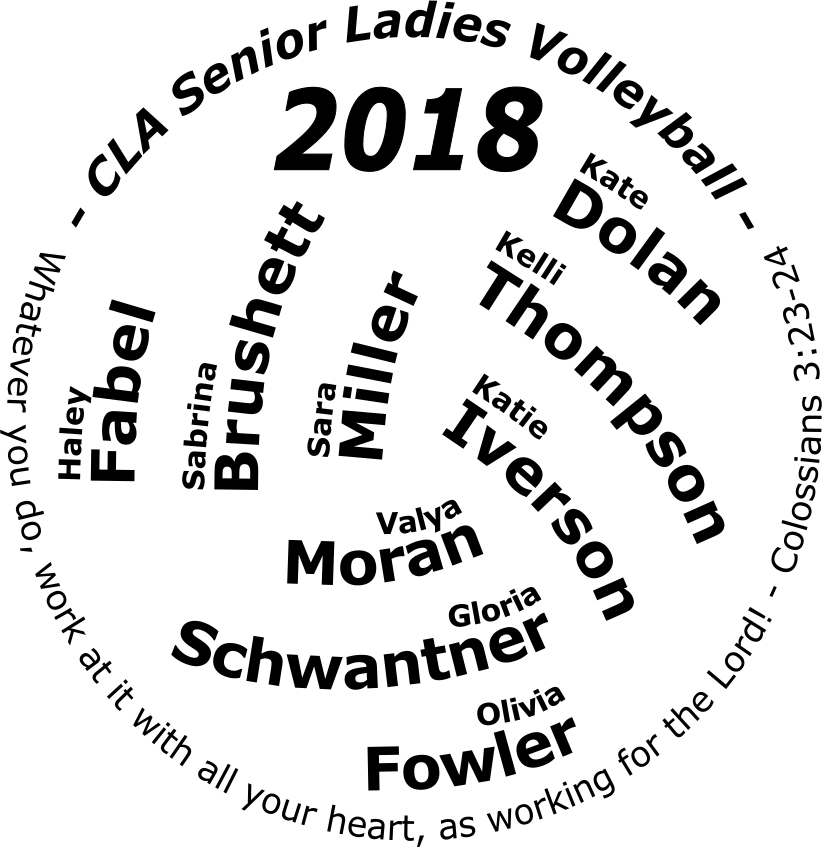 - CLA Senior Ladies Volleyball -
2018
Kate
Dolan
Kelli
Thompson
Katie
Iverson
Haley
Fabel
Sabrina
Brushett
Sara
Miller
Valya
Moran
Gloria
Schwantner
Olivia
Fowler
Whatever you do, work at it with all your heart, as working for the Lord! - Colossians 3:23-24